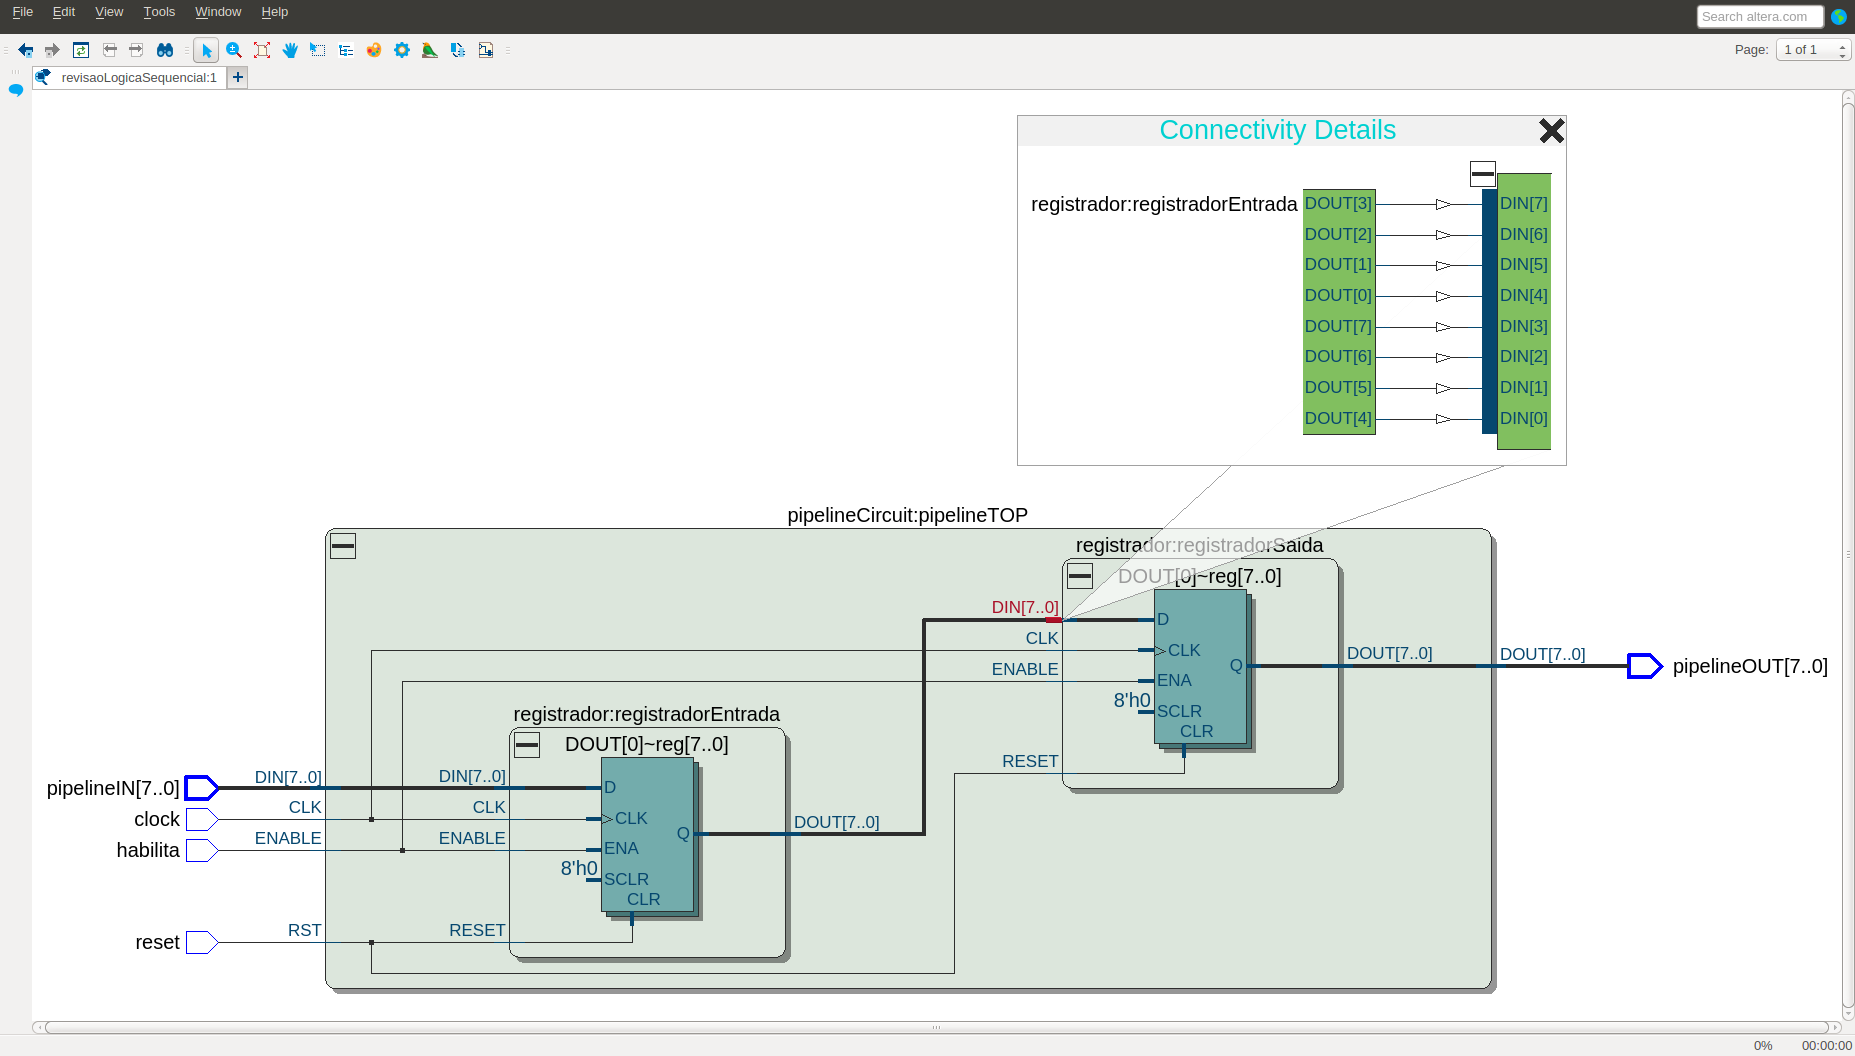 File Edit View Tools Window Help
Search altera.com
Page: 1 of 1
revisaoLogicaSequencial:1
Connectivity Details
registrador:registradorEntrada DOUT[3] DIN[7]
DOUT[2] DIN[6]
DOUT[1] DIN[5]
DOUT[0] DIN[4]
DOUT[7] DIN[3]
DOUT[6] DIN[2]
DOUT[5] DIN[1]
DOUT[4] DIN[0]
pipelineCircuit:pipelineTOP
registrador:registradorSaida
DOUT[0]~reg[7..0]
DIN[7..0] D
CLK CLK
DOUT[7..0] DOUT[7..0]
Q pipelineOUT[7..0]
ENABLE ENA
8'h0 SCLR
CLR
RESET
registrador:registradorEntrada
DOUT[0]~reg[7..0]
pipelineIN[7..0] DIN[7..0] DIN[7..0] D
clock CLK CLK CLK
Q DOUT[7..0]
habilita ENABLE ENABLE ENA
8'h0 SCLR
CLR
reset RST RESET
0% 00:00:00